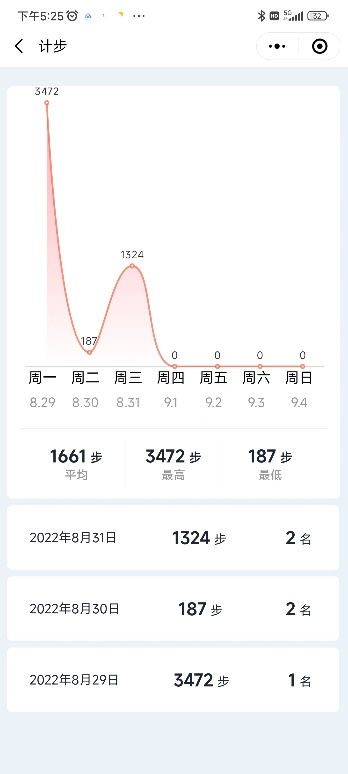 下午5:25
5G
HD
32
计步
3472
187
1324
0 0 0 0
周一 周二 周三 周四 周五 周六 周日
8.29 8.30 8.31 9.1 9.2 9.3 9.4
1661 步 3472 步 187 步
平均 最高 最低
2022年8月31日 1324 步 2 名
2022年8月30日 187 步 2 名
2022年8月29日 3472 步 1 名